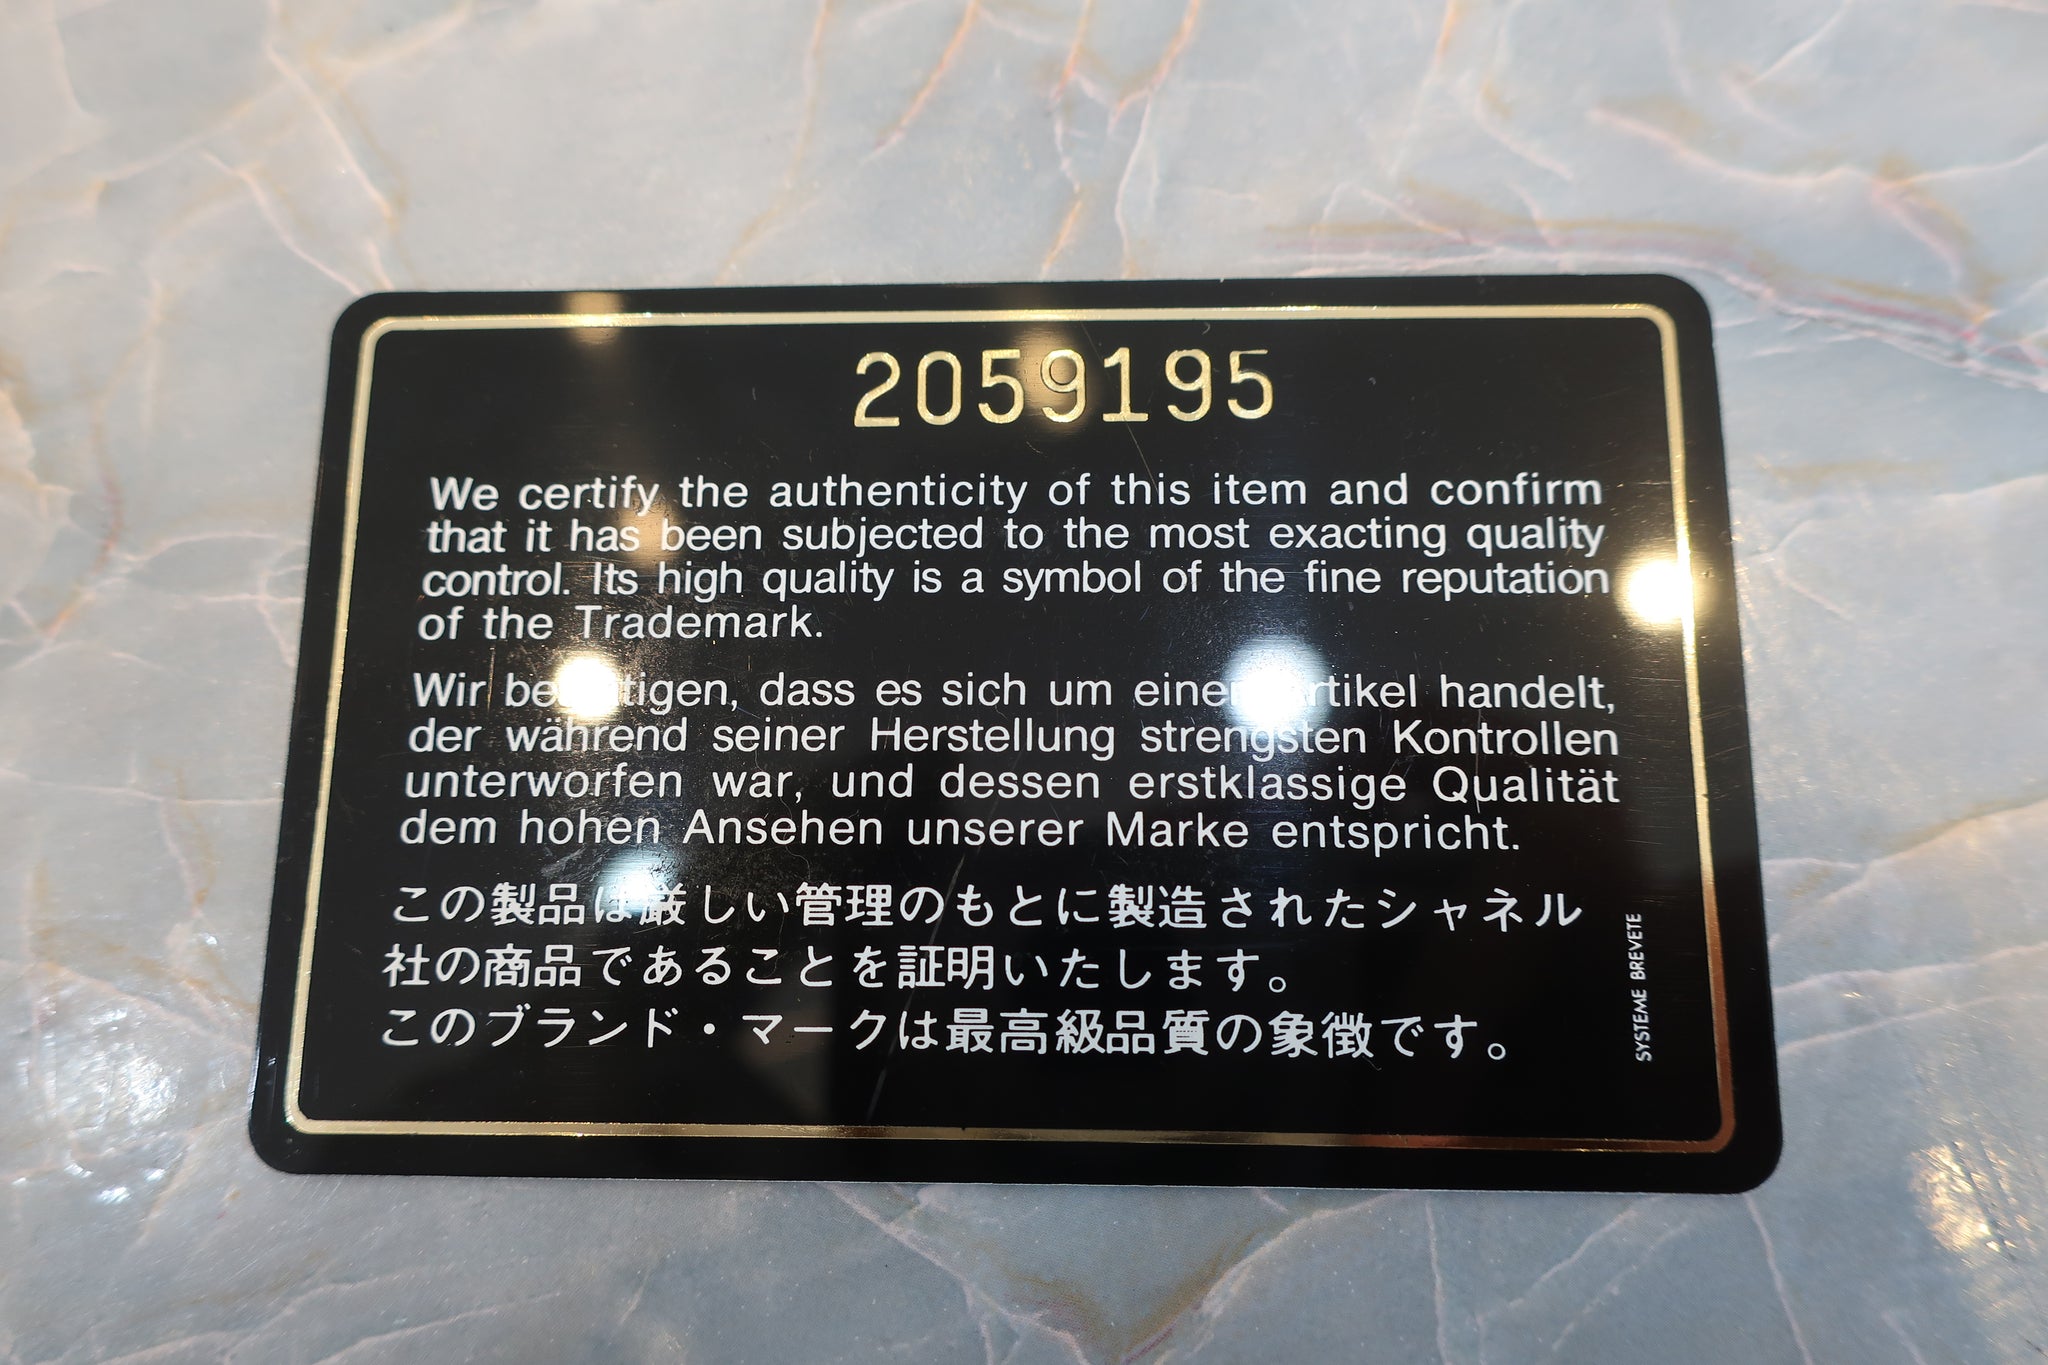 2059195
We certify the authenticity of this item and confirm
that it has been subjected to the most exacting quality
control. Its high quality is a symbol of the fine reputation
of the Trademark.
Wir dass es sich um handelt,
der während seiner Herstellung strengsten Kontrollen
unterworfen war, und dessen erstklassige Qualität
dem hohen Ansehen unserer Marke entspricht.
この製品は厳しい管理のもとに製造されたシャネル
社の商品であることを証明いたします。
このブランド・マークは最高級品質の象徴です。
SYSTEME BREVETE